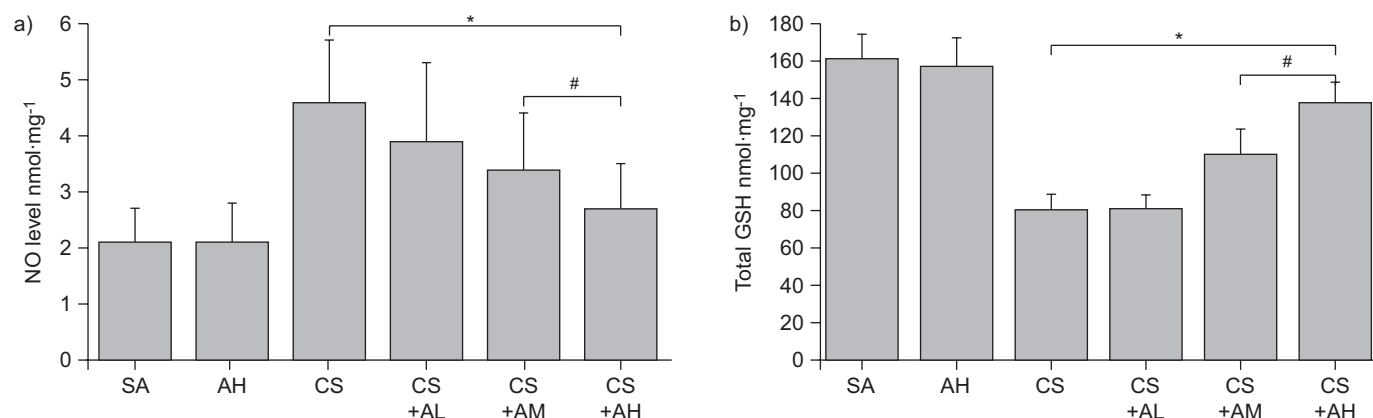 a)
NO level nmol·mg⁻¹
6
5
4
3
2
1
0
*
#
SA AH CS CS CS CS
+AL +AM +AH
b)
Total GSH nmol·mg⁻¹
180
160
140
120
100
80
60
40
20
0
*
#
SA AH CS CS CS CS
+AL +AM +AH